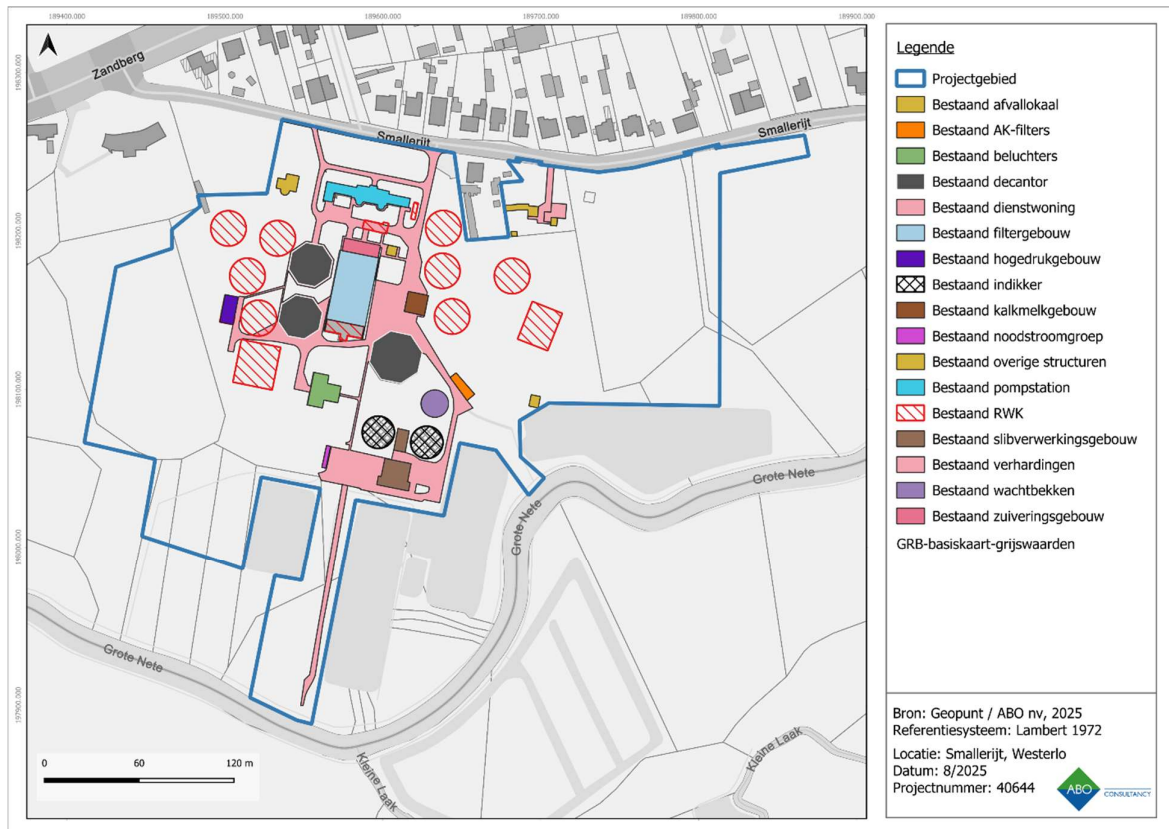 189400.000
189500.000
189600.000
189700.000
189800.000
189900.000
198300.000
198200.000
198100.000
198000.000
197900.000
Zandberg
Smallerijt
Smallerijt
Grote Nete
Grote Nete
Grote Nete
Kleine Laak
Kleine Laak
0 60 120 m
Legende
Projectgebied
Bestaand afvallokaal
Bestaand AK-filters
Bestaand beluchters
Bestaand decantor
Bestaand dienstwoning
Bestaand filtergebouw
Bestaand hogedrukgebouw
Bestaand indikker
Bestaand kalkmelkgebouw
Bestaand noodstroomgroep
Bestaand overige structuren
Bestaand pompstation
Bestaand RWK
Bestaand slibverwerkingsgebouw
Bestaand verhardingen
Bestaand wachtbekken
Bestaand zuiveringsgebouw
GRB-basiskaart-grijswaarden
Bron: Geopunt / ABO nv, 2025
Referentiesysteem: Lambert 1972
Locatie: Smallerijt, Westerlo
Datum: 8/2025
Projectnummer: 40644
ABO CONSULTANCY